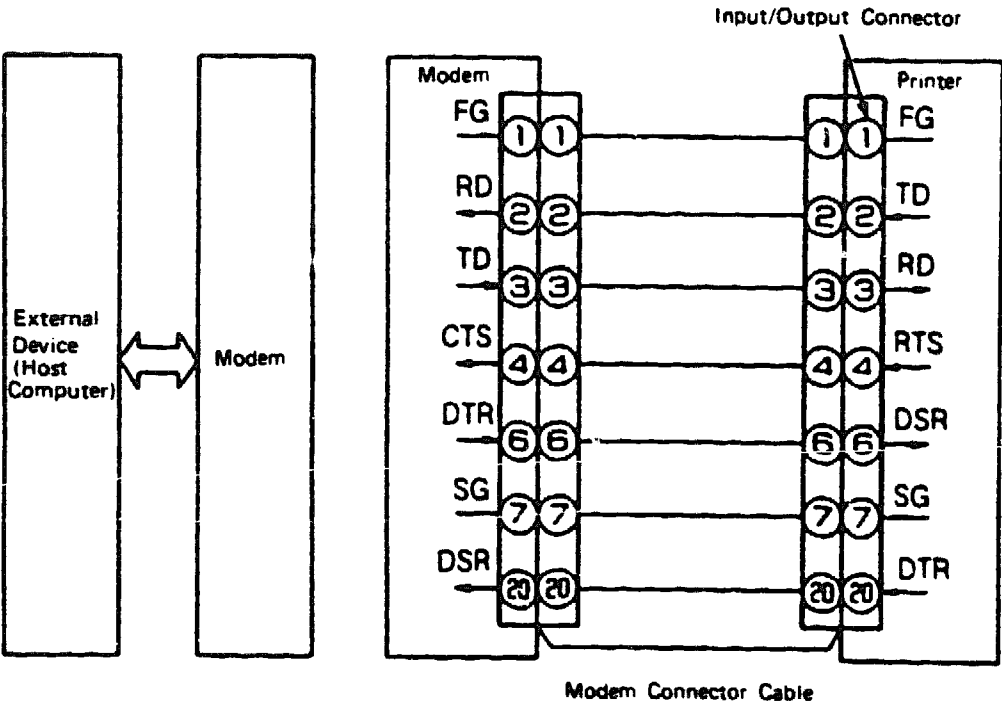 Input/Output Connector
Modem
Printer
FG
1 1
1 1
FG
RD
2 2
2 2
TD
TD
3 3
3 3
RD
External
Device
(Host
Computer)
Modem
CTS
4 4
4 4
RTS
DTR
6 6
6 6
DSR
SG
7 7
7 7
SG
DSR
20 20
20 20
DTR
Modem Connector Cable